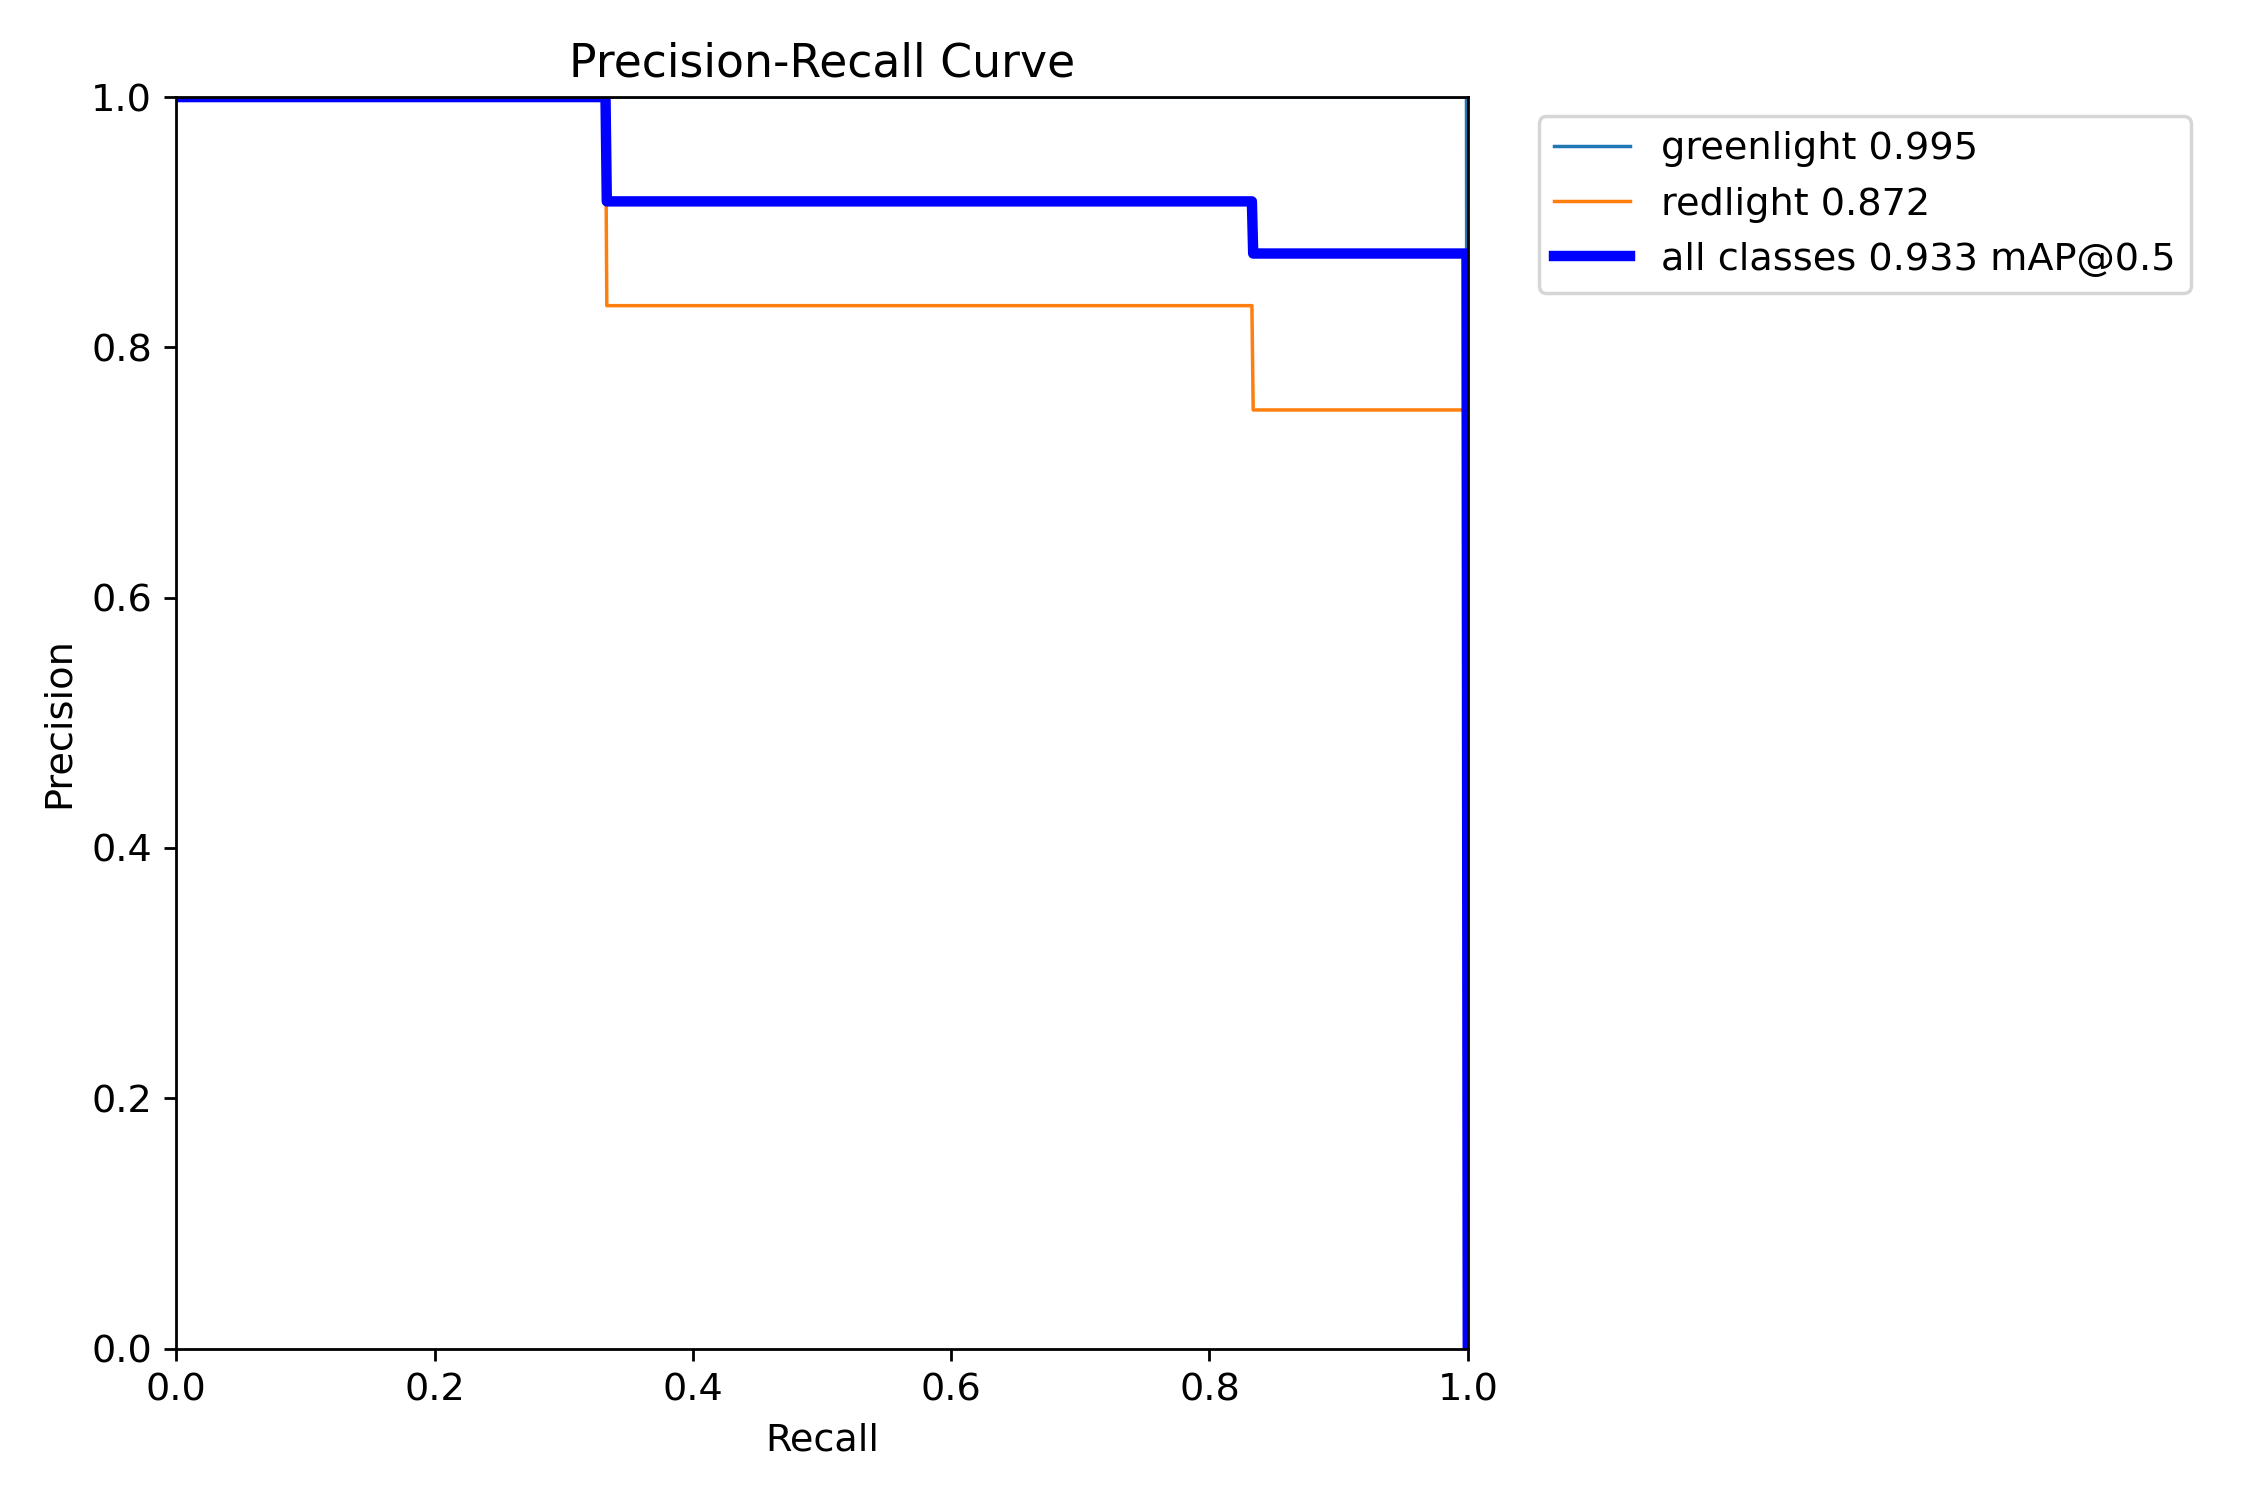 Precision-Recall Curve
1.0
0.8
0.6
0.4
0.2
0.0
Precision
0.0 0.2 0.4 0.6 0.8 1.0
Recall
greenlight 0.995
redlight 0.872
all classes 0.933 mAP@0.5